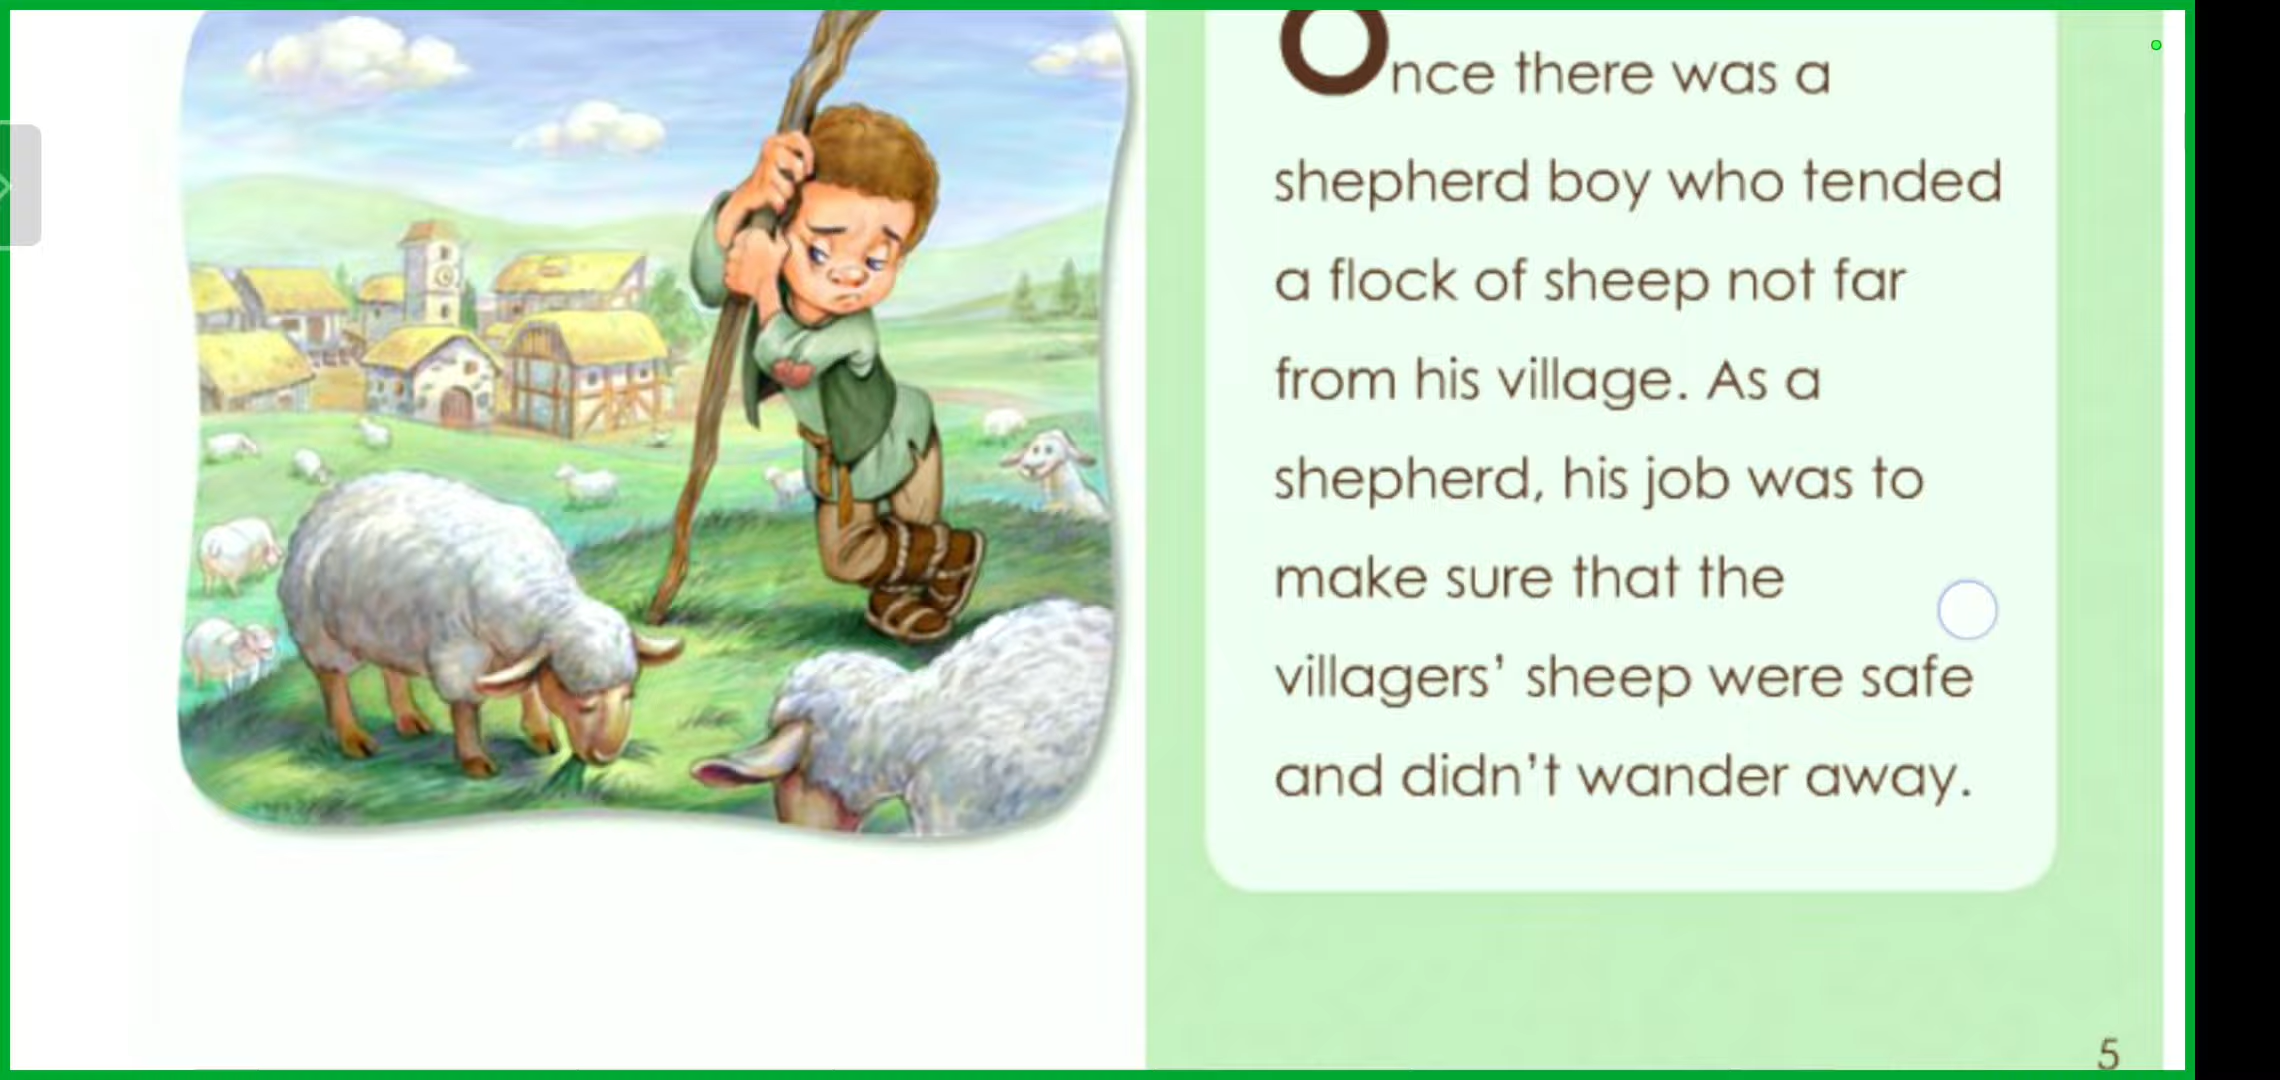 Once there was a
shepherd boy who tended
a flock of sheep not far
from his village. As a
shepherd, his job was to
make sure that the
villagers’ sheep were safe
and didn’t wander away.
5